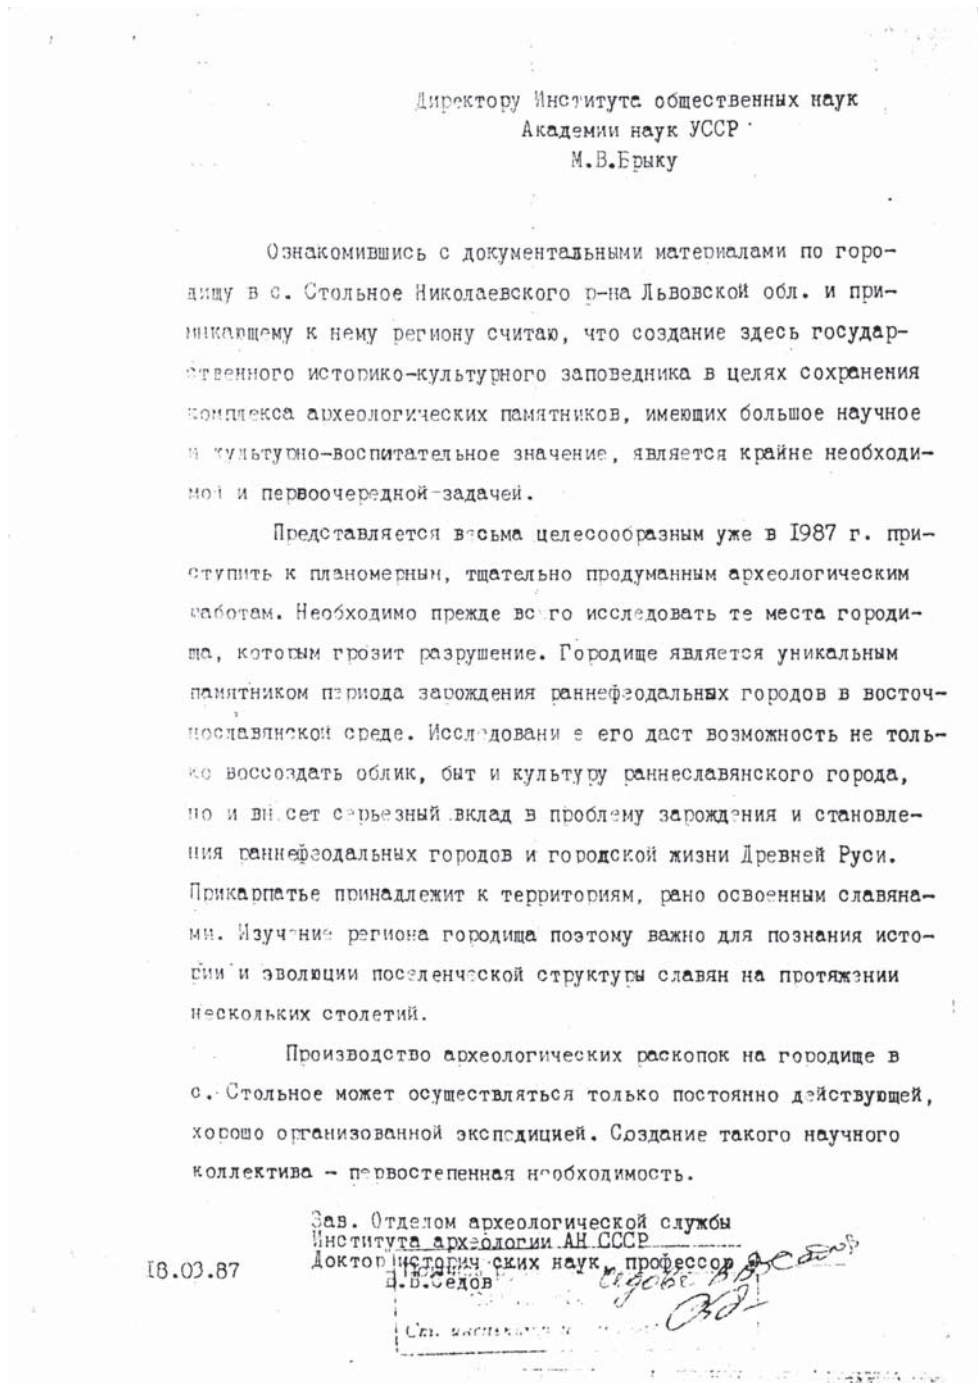 Директору Института общественных наук
Академии наук УССР
М.В.Брыку
Ознакомившись с документальными материалами по горо-
дищу в с. Стольное Николаевского р-на Львовской обл. и при-
микающему к нему региону считаю, что создание здесь государ-
ственного историко-культурного заповедника в целях сохранения
комплекса археологических памятников, имеющих большое научное
и культурно-воспитательное значение, является крайне необходи-
мой и первоочередной задачей.
Представляется весьма целесообразным уже в 1987 г. при-
ступить к планомерным, тщательно продуманным археологическим
работам. Необходимо прежде всего исследовать те места городи-
ща, которым грозит разрушение. Городище является уникальным
памятником периода зарождения раннефеодальных городов в восточ-
нославянской среде. Исследование его даст возможность не толь-
ко воссоздать облик, быт и культуру раннеславянского города,
но и внесет серьезный вклад в проблему зарождения и становле-
ния раннефеодальных городов и городской жизни Древней Руси.
Прикарпатье принадлежит к территориям, рано освоенным славяна-
ми. Изучение региона городища поэтому важно для познания исто-
рии и эволюции поселенческой структуры славян на протяжении
нескольких столетий.
Производство археологических раскопок на городище в
с. Стольное может осуществляться только постоянно действующей,
хорошо организованной экспедицией. Создание такого научного
коллектива – первостепенная необходимость.
Зав. Отделом археологической службы
Института археологии АН СССР
Доктор исторических наук, профессор
В.В.Седов
18.03.87
Седова В.В.
Ст.